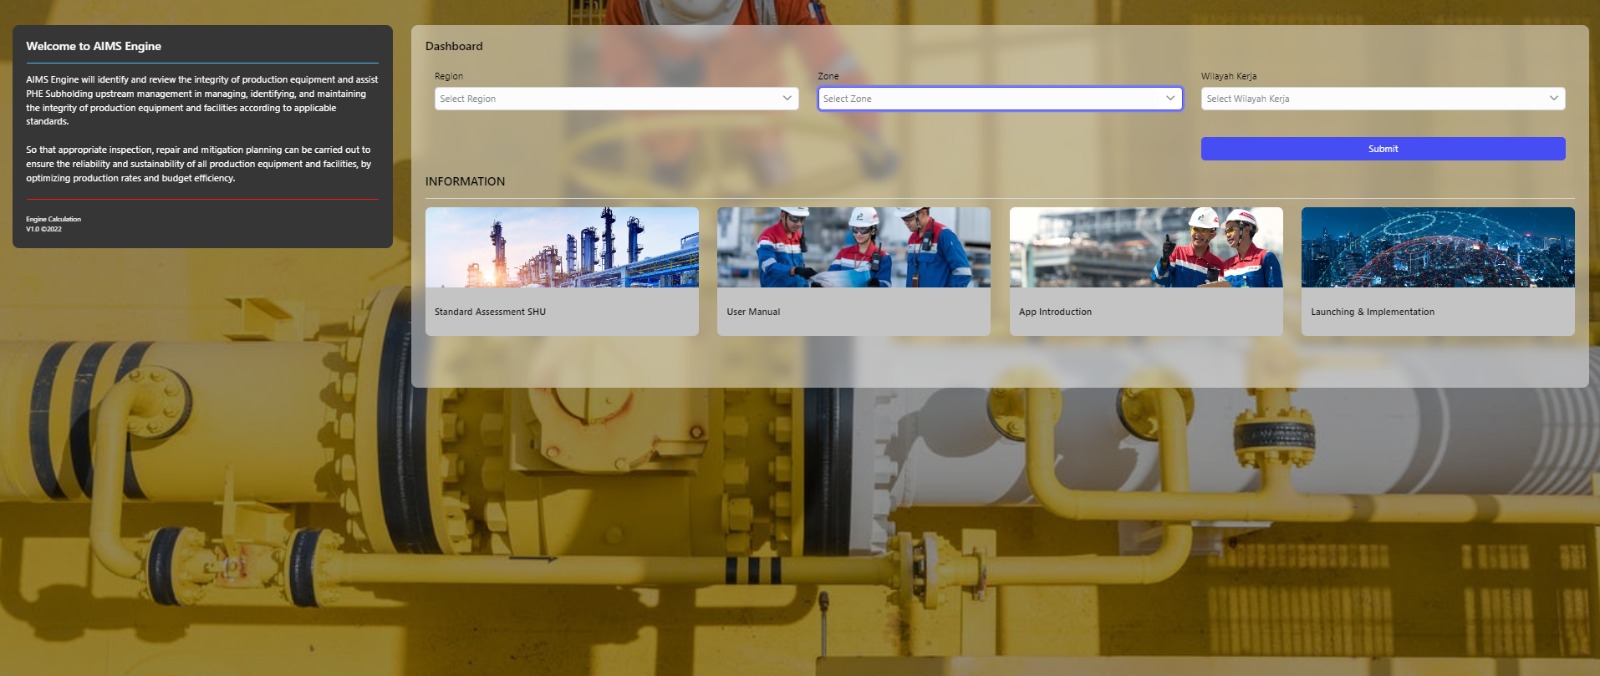 Welcome to AIMS Engine
AIMS Engine will identify and review the integrity of production equipment and assist
PHE Subholding upstream management in managing, identifying, and maintaining
the integrity of production equipment and facilities according to applicable
standards.
So that appropriate inspection, repair and mitigation planning can be carried out to
ensure the reliability and sustainability of all production equipment and facilities, by
optimizing production rates and budget efficiency.
Engine Calculation
V1.0 ©2022
Dashboard
Region
Zone
Wilayah Kerja
Select Region
Select Zone
Select Wilayah Kerja
Submit
INFORMATION
Standard Assessment SHU
User Manual
App Introduction
Launching & Implementation